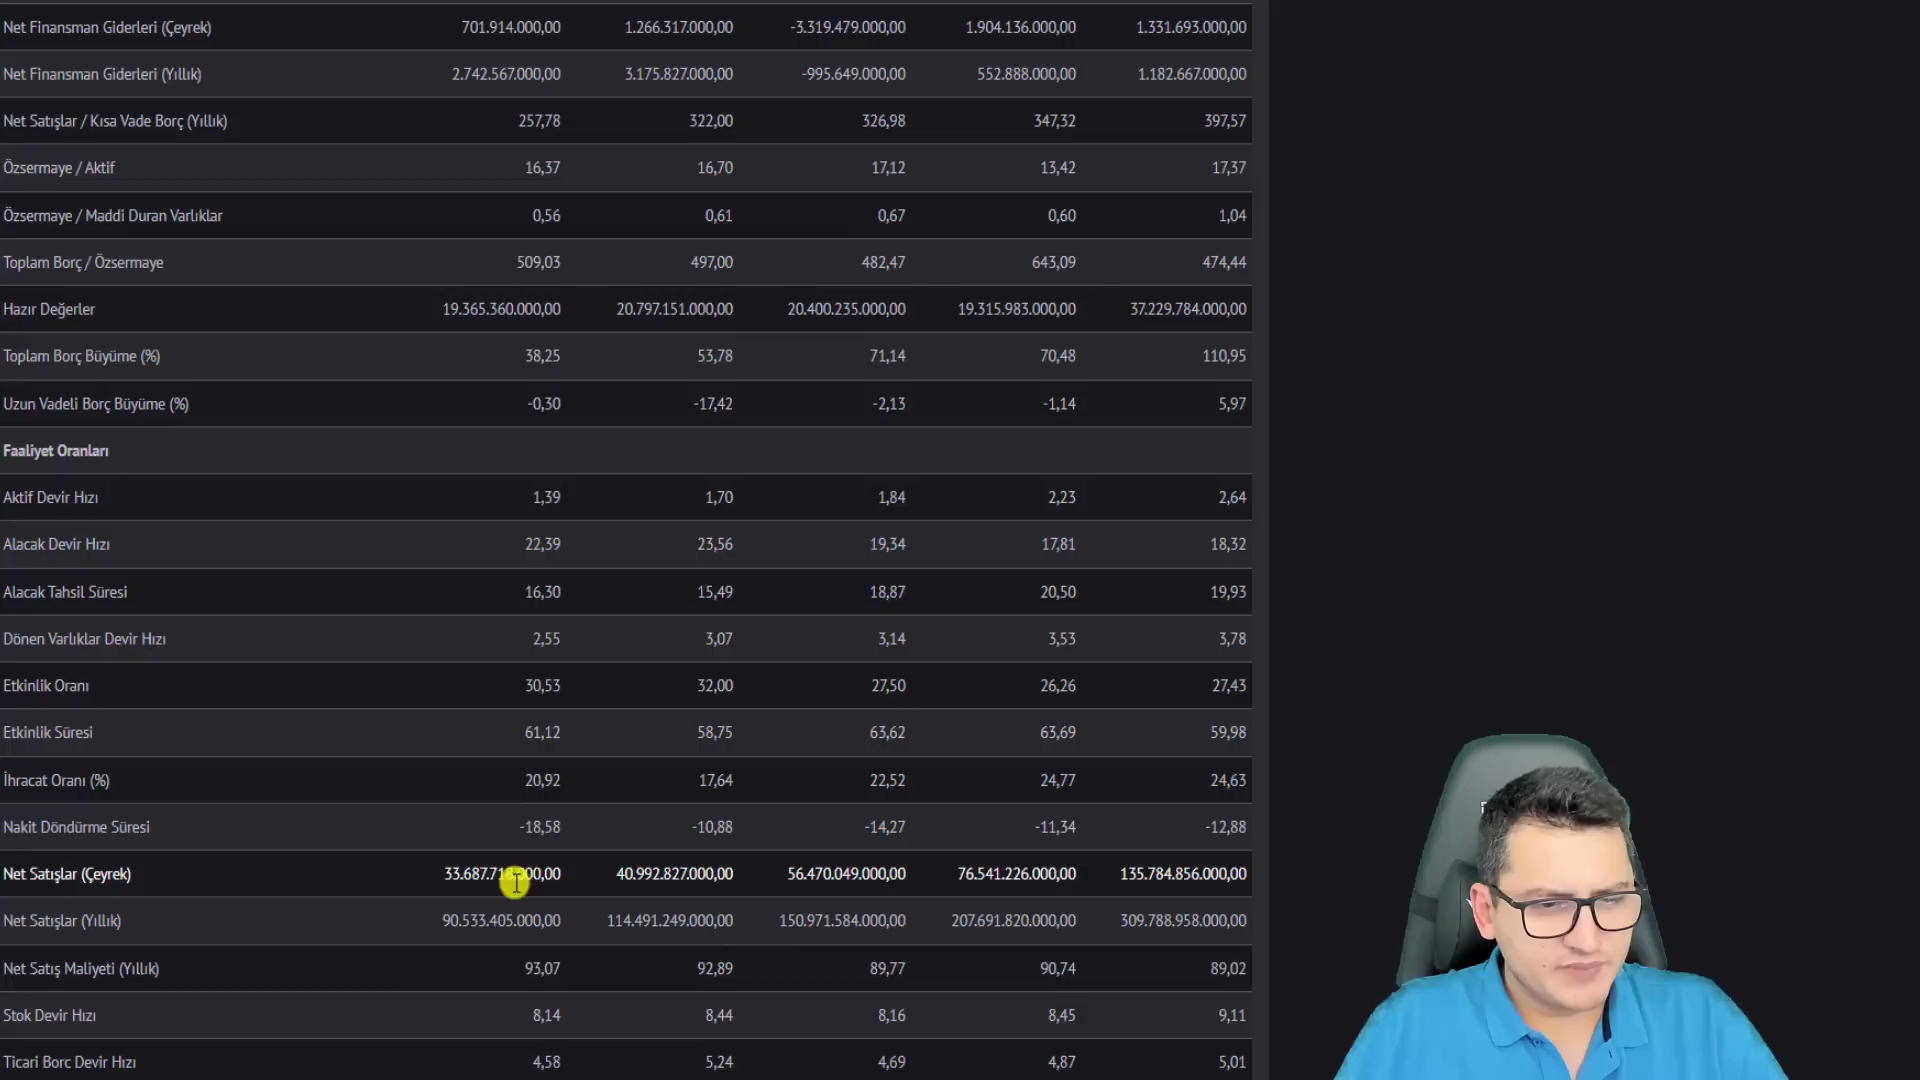 Net Finansman Giderleri (Çeyrek) 701.914.000,00 1.266.317.000,00 -3.319.479.000,00 1.904.136.000,00 1.331.693.000,00
Net Finansman Giderleri (Yıllık) 2.742.567.000,00 3.175.827.000,00 -995.649.000,00 552.888.000,00 1.182.667.000,00
Net Satışlar / Kısa Vade Borç (Yıllık) 257,78 322,00 326,98 347,32 397,57
Özsermaye / Aktif 16,37 16,70 17,12 13,42 17,37
Özsermaye / Maddi Duran Varlıklar 0,56 0,61 0,67 0,60 1,04
Toplam Borç / Özsermaye 509,03 497,00 482,47 643,09 474,44
Hazır Değerler 19.365.360.000,00 20.797.151.000,00 20.400.235.000,00 19.315.983.000,00 37.229.784.000,00
Toplam Borç Büyüme (%) 38,25 53,78 71,14 70,48 110,95
Uzun Vadeli Borç Büyüme (%) -0,30 -17,42 -2,13 -1,14 5,97
Faaliyet Oranları
Aktif Devir Hızı 1,39 1,70 1,84 2,23 2,64
Alacak Devir Hızı 22,39 23,56 19,34 17,81 18,32
Alacak Tahsil Süresi 16,30 15,49 18,87 20,50 19,93
Dönen Varlıklar Devir Hızı 2,55 3,07 3,14 3,53 3,78
Etkinlik Oranı 30,53 32,00 27,50 26,26 27,43
Etkinlik Süresi 61,12 58,75 63,62 63,69 59,98
İhracat Oranı (%) 20,92 17,64 22,52 24,77 24,63
Nakit Döndürme Süresi -18,58 -10,88 -14,27 -11,34 -12,88
Net Satışlar (Çeyrek) 40.992.827.000,00 56.470.049.000,00 76.541.226.000,00 135.784.856.000,00
Net Satışlar (Yıllık) 90.533.405.000,00 114.491.249.000,00 150.971.584.000,00 207.691.820.000,00 309.788.958.000,00
Net Satış Maliyeti (Yıllık) 93,07 92,89 89,77 90,74 89,02
Stok Devir Hızı 8,14 8,44 8,16 8,45 9,11
Ticari Borc Devir Hızı 4,58 5,24 4,69 4,87 5,01